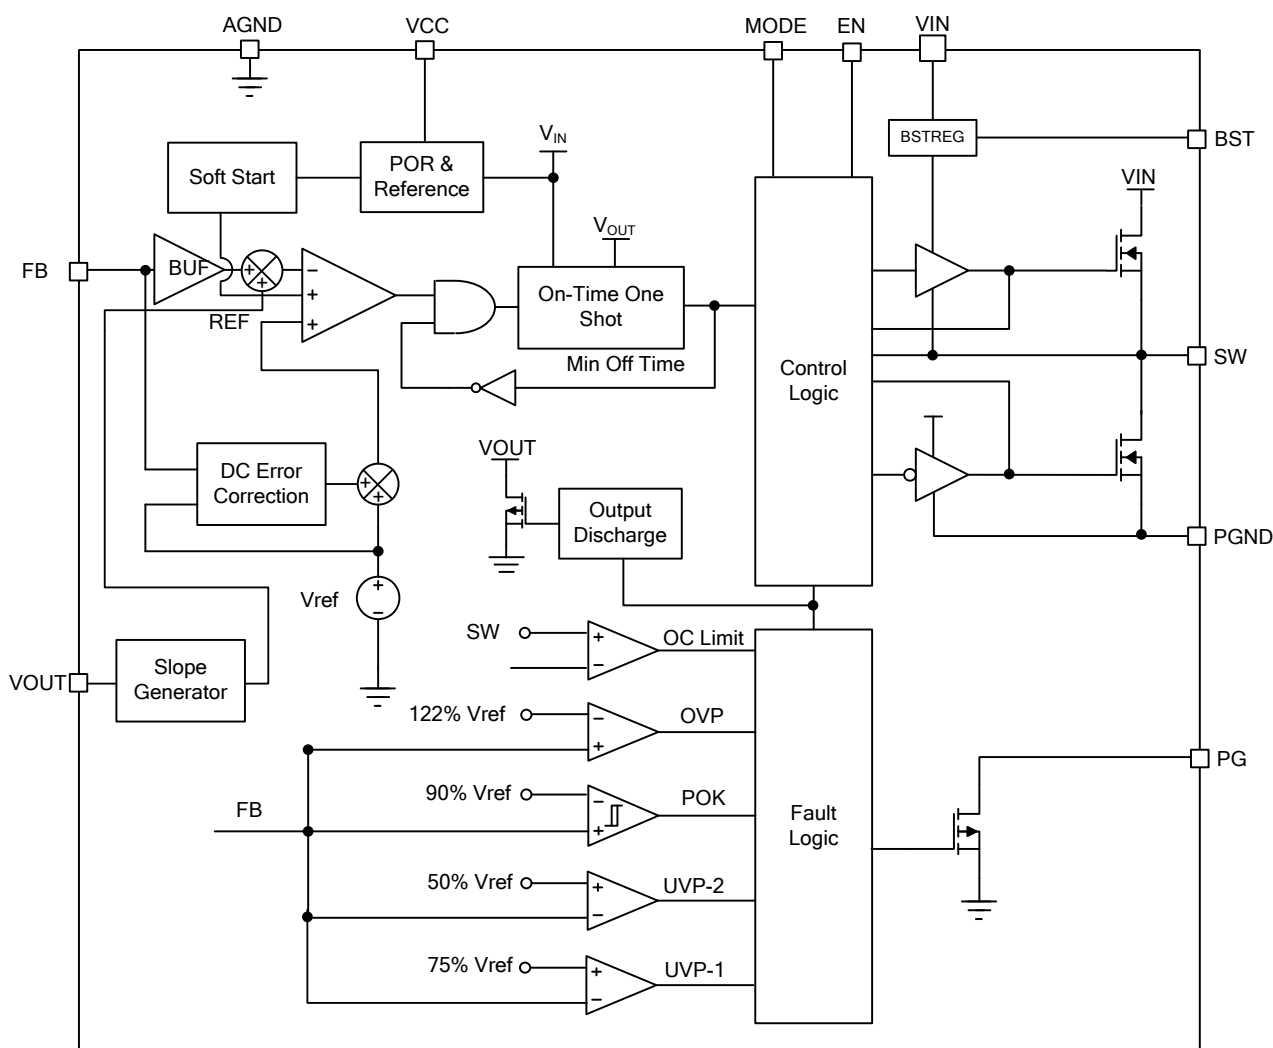 AGND
VCC
MODE
EN
VIN
BSTREG
BST
V_IN
Soft Start
POR &
Reference
VIN
V_OUT
FB
BUF
+
+
−
+
+
REF
On-Time One
Shot
Min Off Time
Control
Logic
SW
DC Error
Correction
+
+
VOUT
Output
Discharge
PGND
Vref
+
−
SW
+
−
OC Limit
VOUT
Slope
Generator
122% Vref
−
+
OVP
PG
90% Vref
−
+
POK
FB
Fault
Logic
50% Vref
+
−
UVP-2
75% Vref
+
−
UVP-1